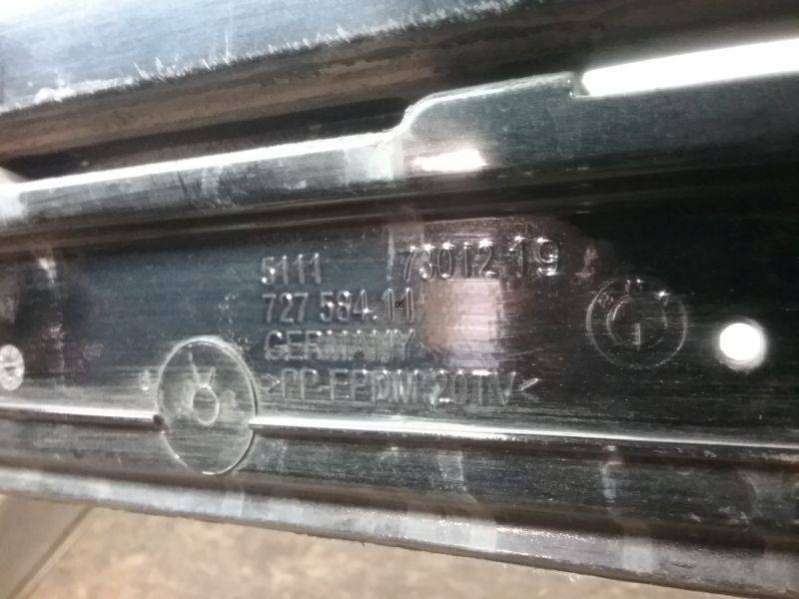 5111 7301219
727 584.11
GERMANY
>PP-EPDM 20TV<